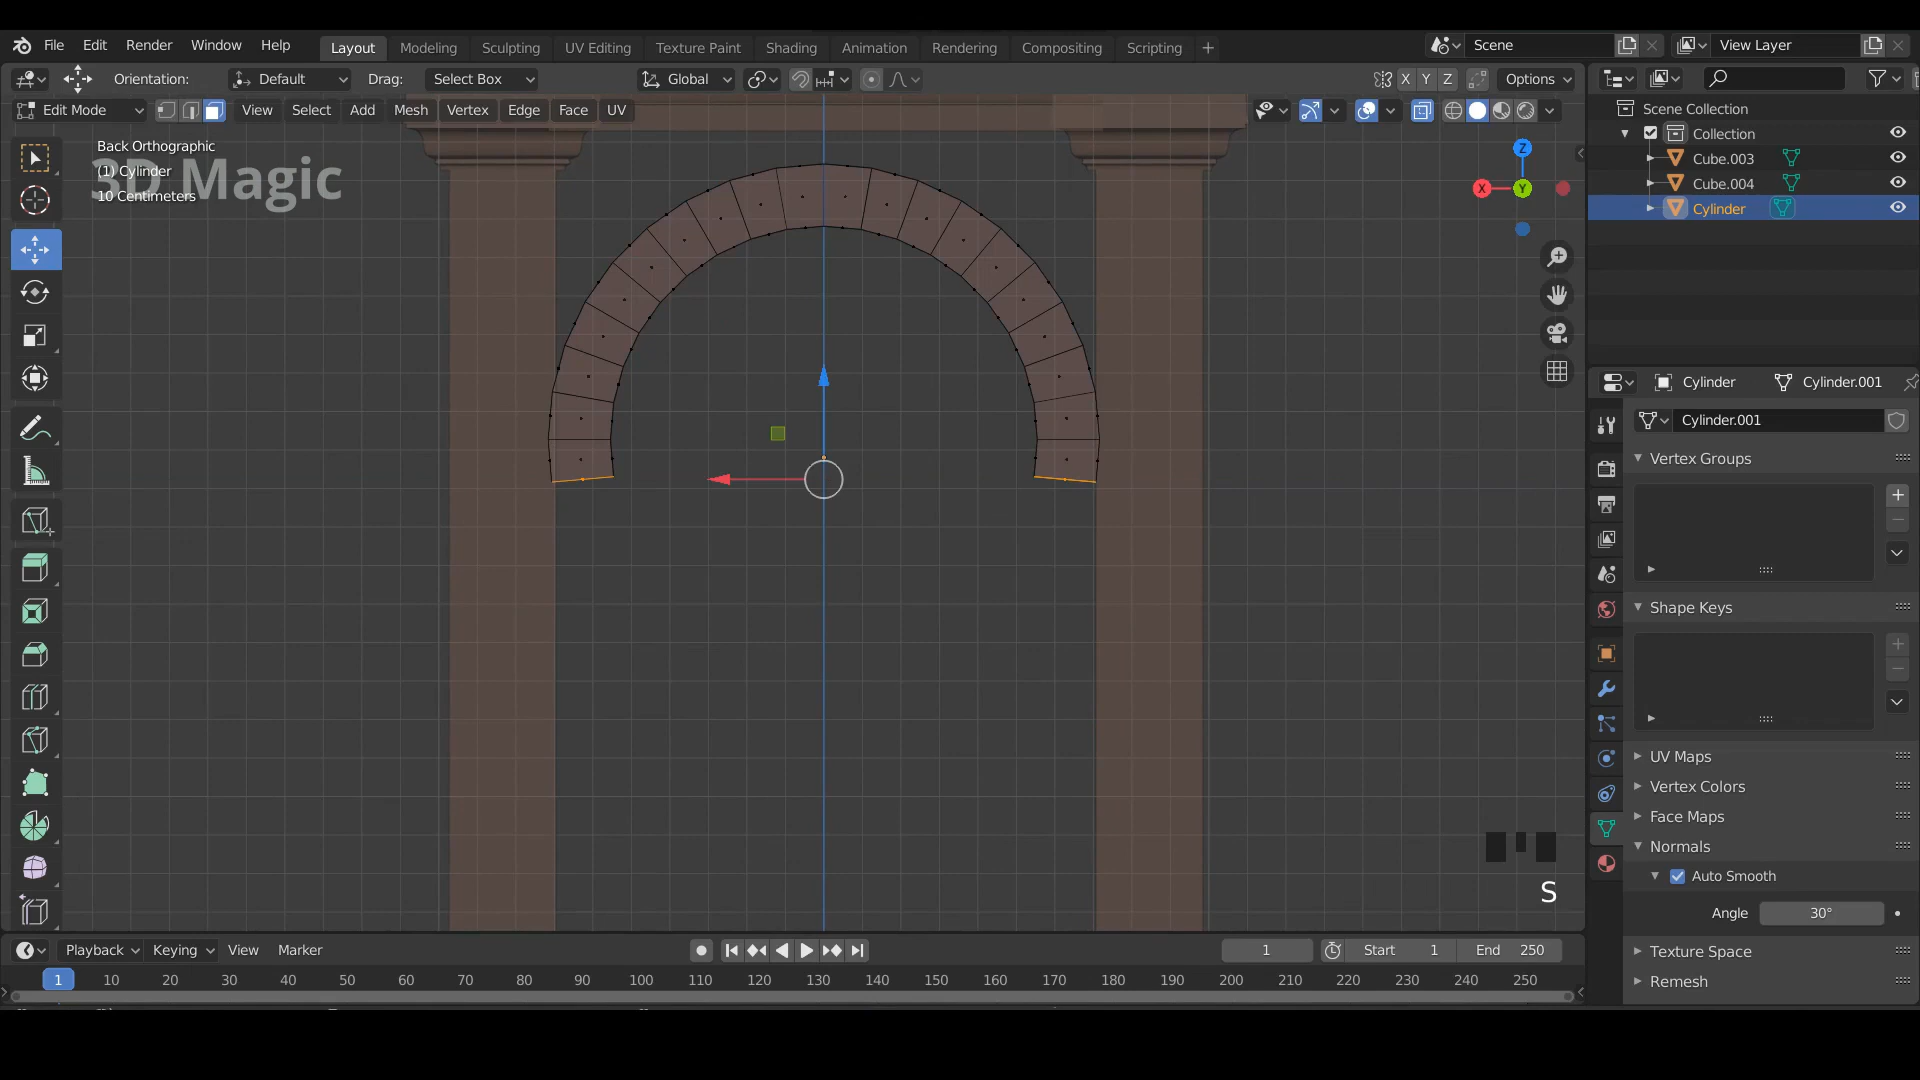 File Edit Render Window Help Layout Modeling Sculpting UV Editing Texture Paint Shading Animation Rendering Compositing Scripting + Scene View Layer
Orientation: Default Drag: Select Box Global X Y Z Options
Edit Mode View Select Add Mesh Vertex Edge Face UV
Back Orthographic
(1) Cylinder
10 Centimeters
3D Magic
Z
X Y
S
Scene Collection
Collection
Cube.003
Cube.004
Cylinder
Cylinder Cylinder.001
Cylinder.001
Vertex Groups
Shape Keys
UV Maps
Vertex Colors
Face Maps
Normals
Auto Smooth
Angle 30°
Texture Space
Remesh
Playback Keying View Marker 1 Start 1 End 250
1 10 20 30 40 50 60 70 80 90 100 110 120 130 140 150 160 170 180 190 200 210 220 230 240 250